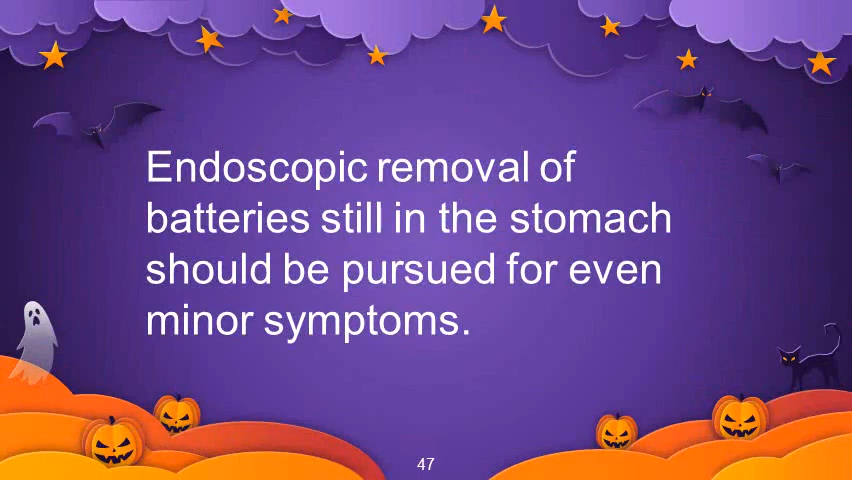 Endoscopic removal of
batteries still in the stomach
should be pursued for even
minor symptoms.
47